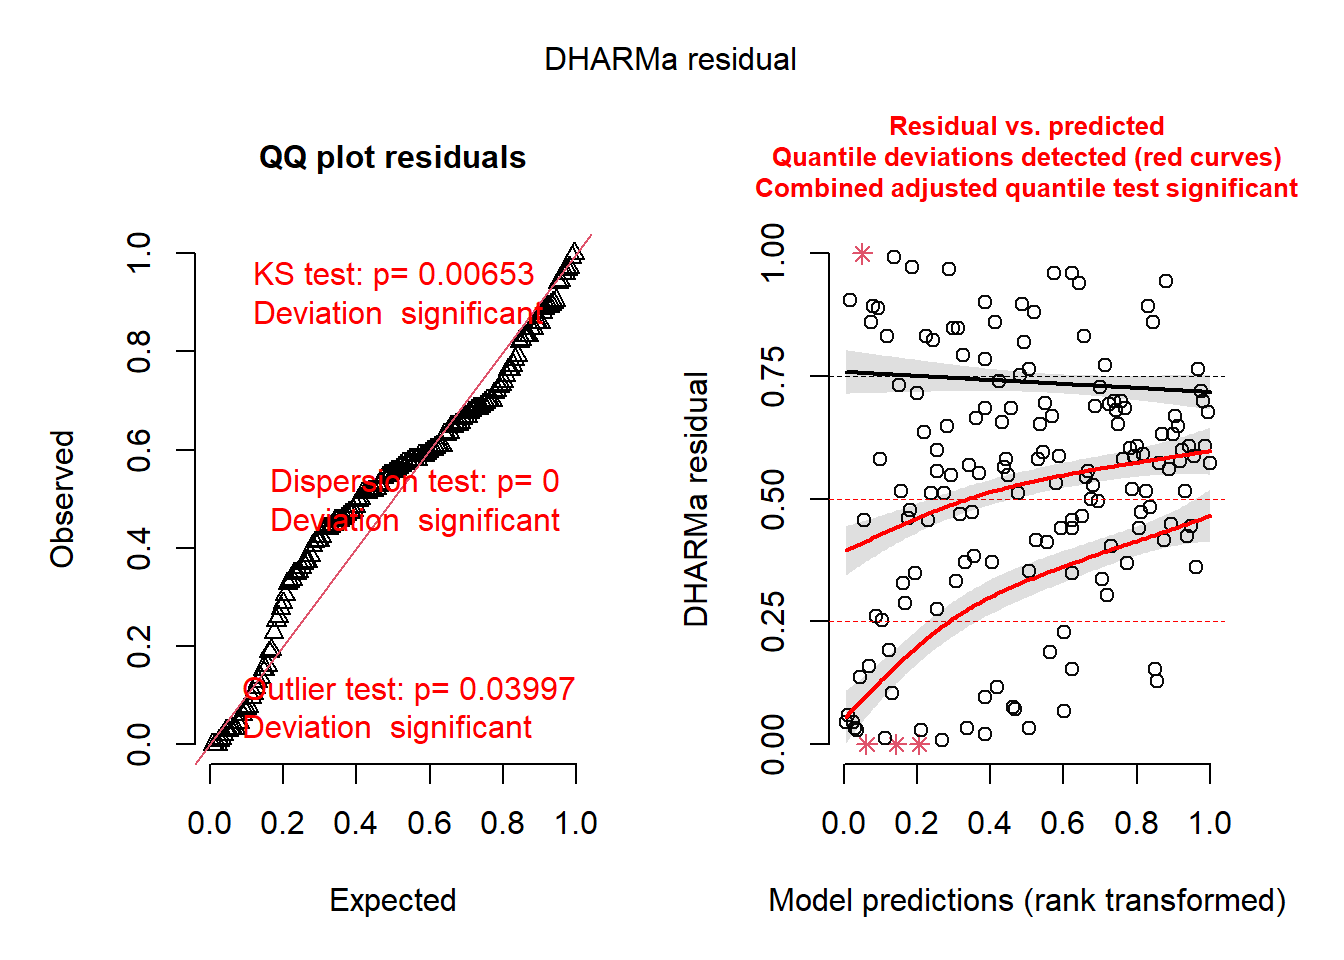 DHARMa residual
QQ plot residuals
KS test: p= 0.00653
Deviation  significant
Dispersion test: p= 0
Deviation  significant
Outlier test: p= 0.03997
Deviation  significant
Observed
0.0
0.2
0.4
0.6
0.8
1.0
0.0 0.2 0.4 0.6 0.8 1.0
Expected
Residual vs. predicted
Quantile deviations detected (red curves)
Combined adjusted quantile test significant
DHARMa residual
0.00
0.25
0.50
0.75
1.00
0.0 0.2 0.4 0.6 0.8 1.0
Model predictions (rank transformed)